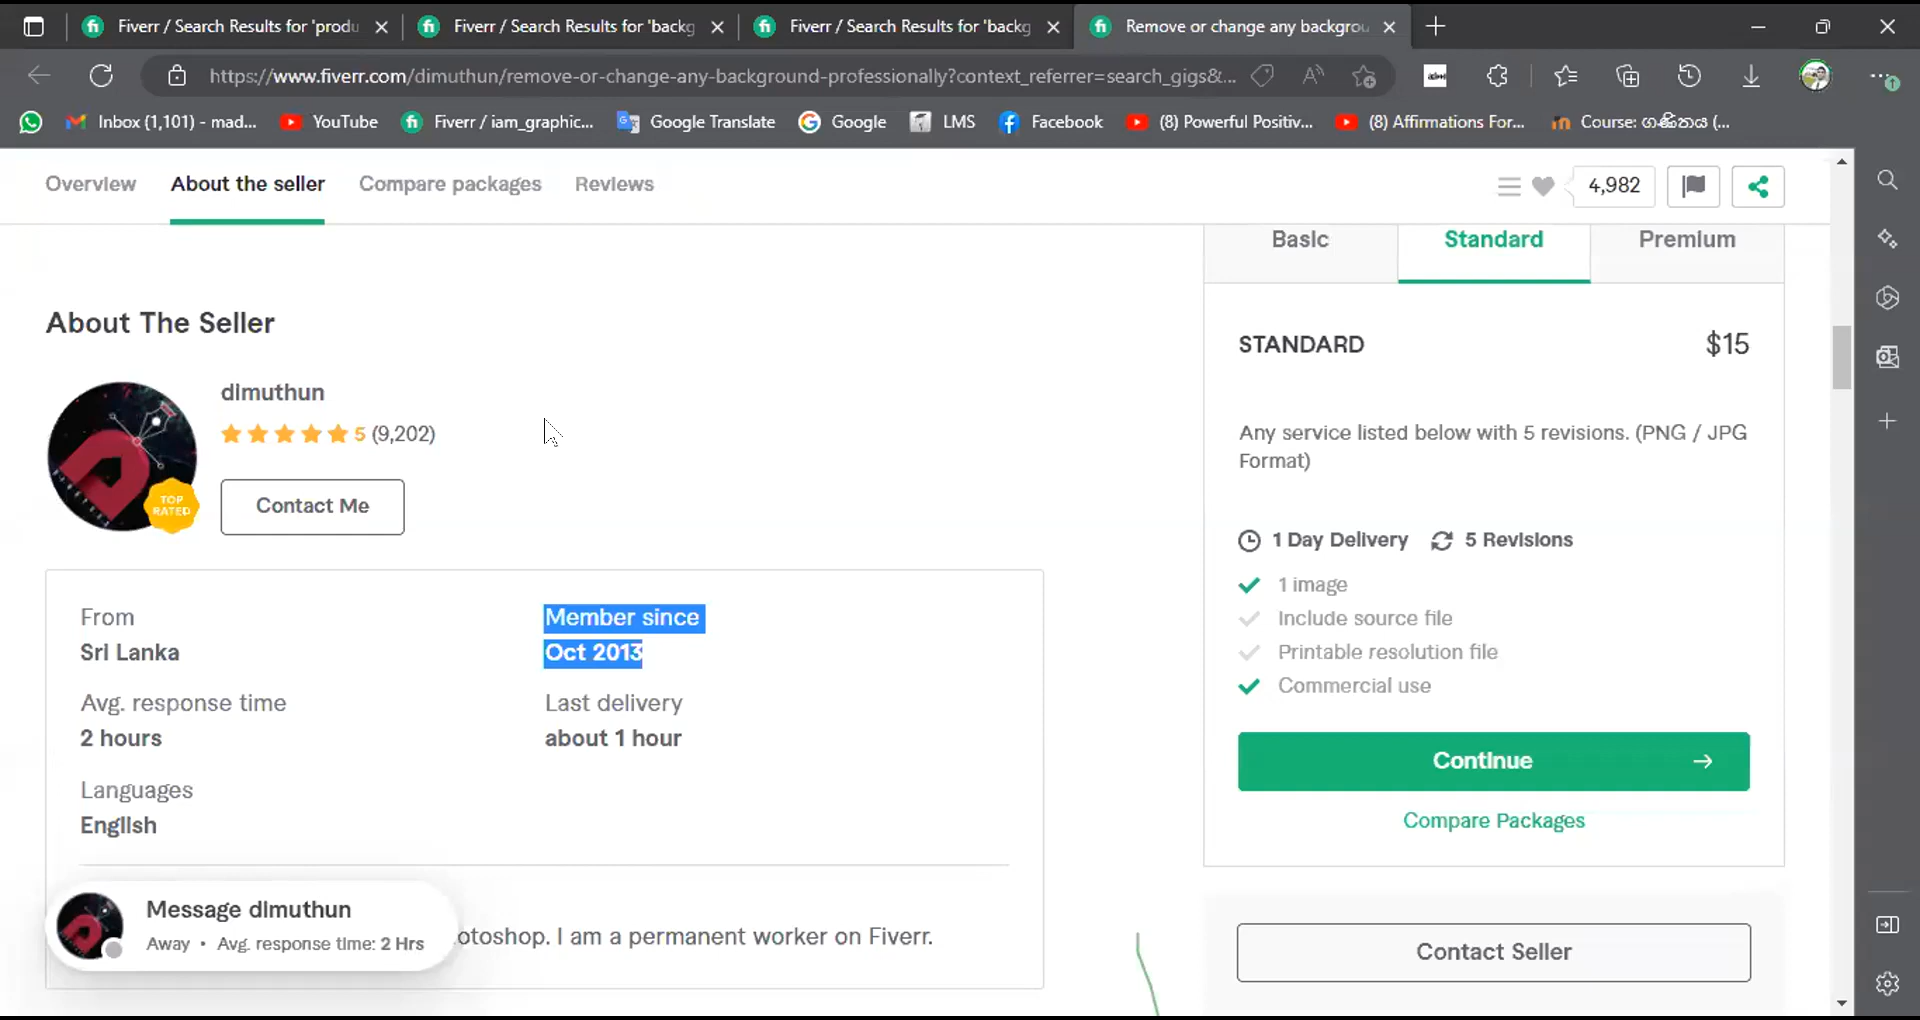 Fiverr / Search Results for 'produ
Fiverr / Search Results for 'backg
Fiverr / Search Results for 'backg
Remove or change any backgrou
https://www.fiverr.com/dimuthun/remove-or-change-any-background-professionally?context_referrer=search_gigs&...
Inbox (1,101) - mad...
YouTube
Fiverr / iam_graphic...
Google Translate
Google
LMS
Facebook
(8) Powerful Positiv...
(8) Affirmations For...
Course: ගණිතය (...
Overview
About the seller
Compare packages
Reviews
4,982
Basic
Standard
Premium
About The Seller
dimuthun
5 (9,202)
TOP
RATED
Contact Me
From
Sri Lanka
Member since
Oct 2013
Avg. response time
2 hours
Last delivery
about 1 hour
Languages
English
otoshop. I am a permanent worker on Fiverr.
Message dimuthun
Away • Avg. response time: 2 Hrs
STANDARD
$15
Any service listed below with 5 revisions. (PNG / JPG
Format)
1 Day Delivery
5 Revisions
1 image
Include source file
Printable resolution file
Commercial use
Continue
Compare Packages
Contact Seller